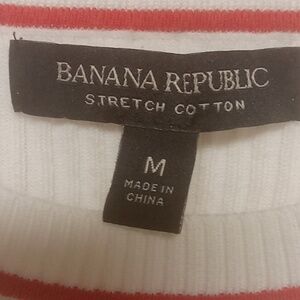 BANANA REPUBLIC
STRETCH COTTON
M
MADE IN
CHINA